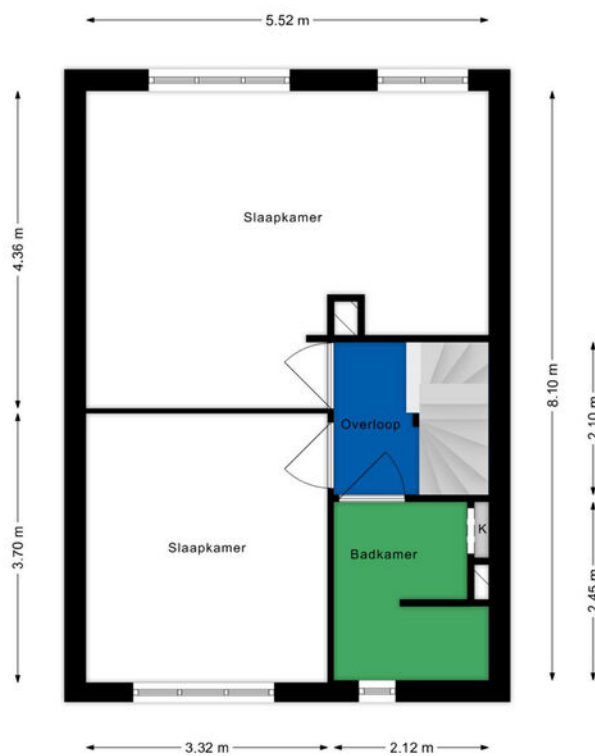 5.52 m
Slaapkamer
4.36 m
8.10 m
2.10 m
Overloop
K
Slaapkamer
Badkamer
3.70 m
2.45 m
3.32 m
2.12 m